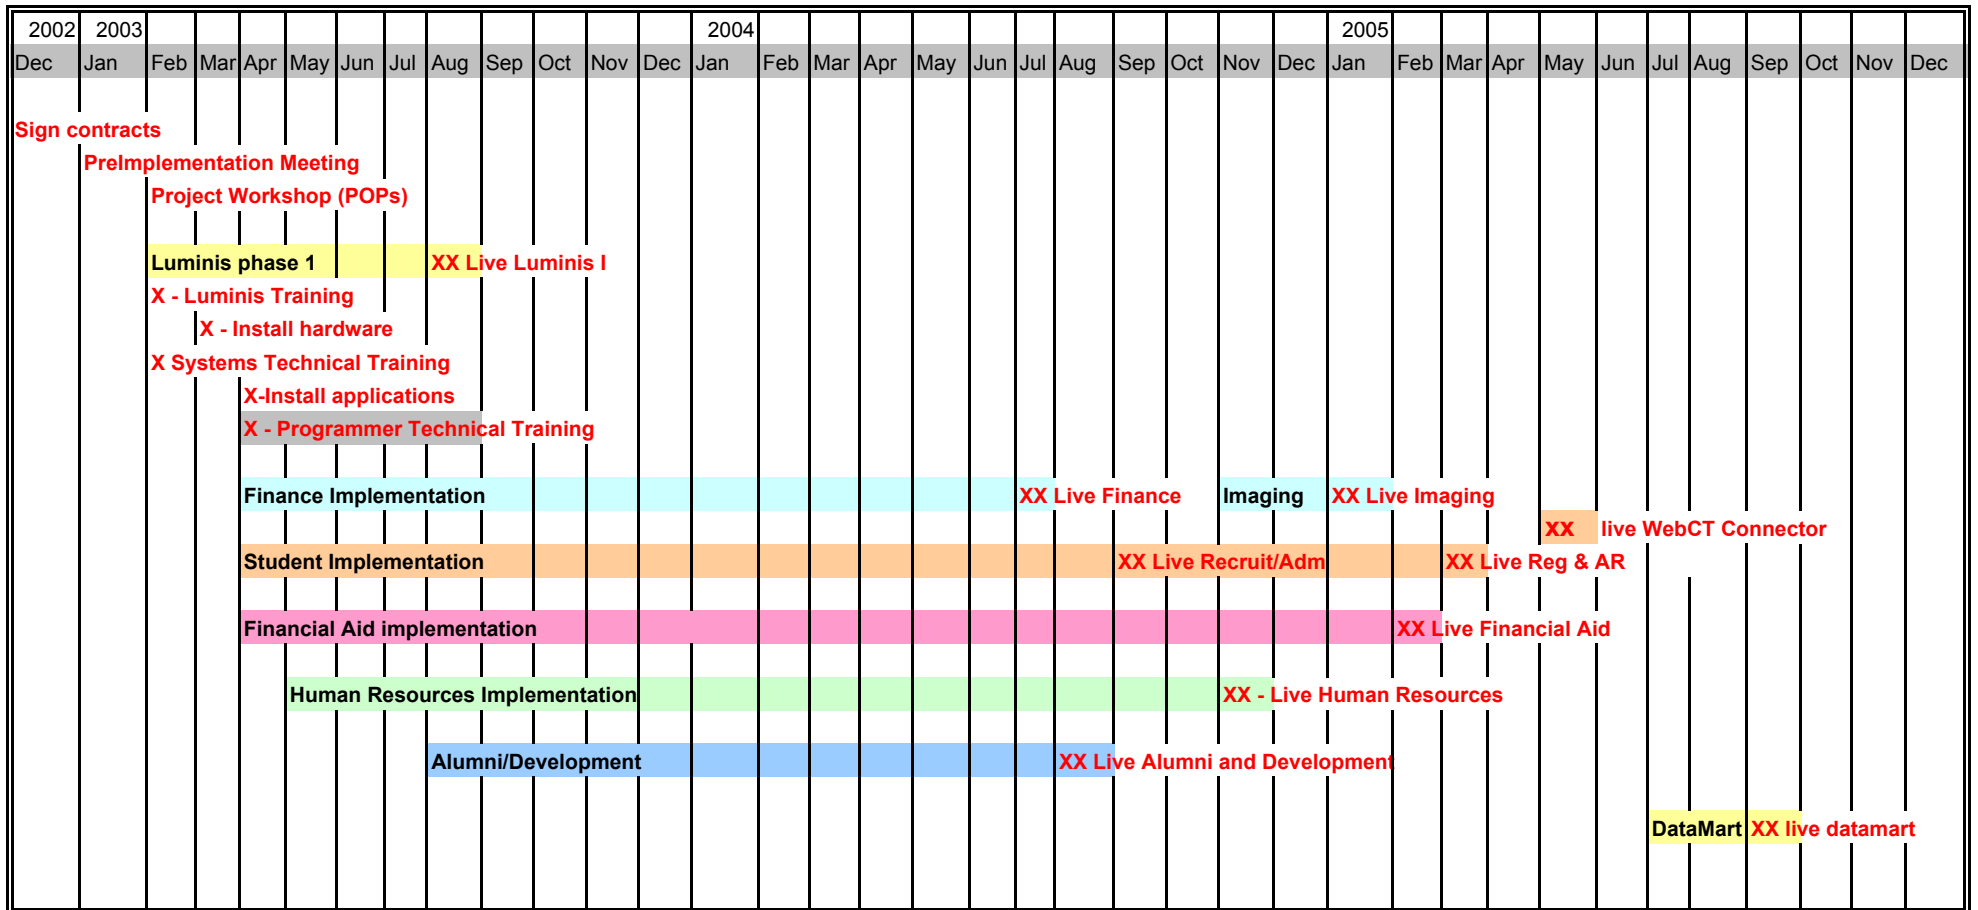 2002 2003 2004 2005
Dec Jan Feb Mar Apr May Jun Jul Aug Sep Oct Nov Dec Jan Feb Mar Apr May Jun Jul Aug Sep Oct Nov Dec Jan Feb Mar Apr May Jun Jul Aug Sep Oct Nov Dec
Sign contracts
PreImplementation Meeting
Project Workshop (POPs)
Luminis phase 1 XX Live Luminis I
X - Luminis Training
X - Install hardware
X Systems Technical Training
X-Install applications
X - Programmer Technical Training
Finance Implementation XX Live Finance Imaging XX Live Imaging
XX live WebCT Connector
Student Implementation XX Live Recruit/Adm XX Live Reg & AR
Financial Aid implementation XX Live Financial Aid
Human Resources Implementation XX - Live Human Resources
Alumni/Development XX Live Alumni and Development
DataMart XX live datamart